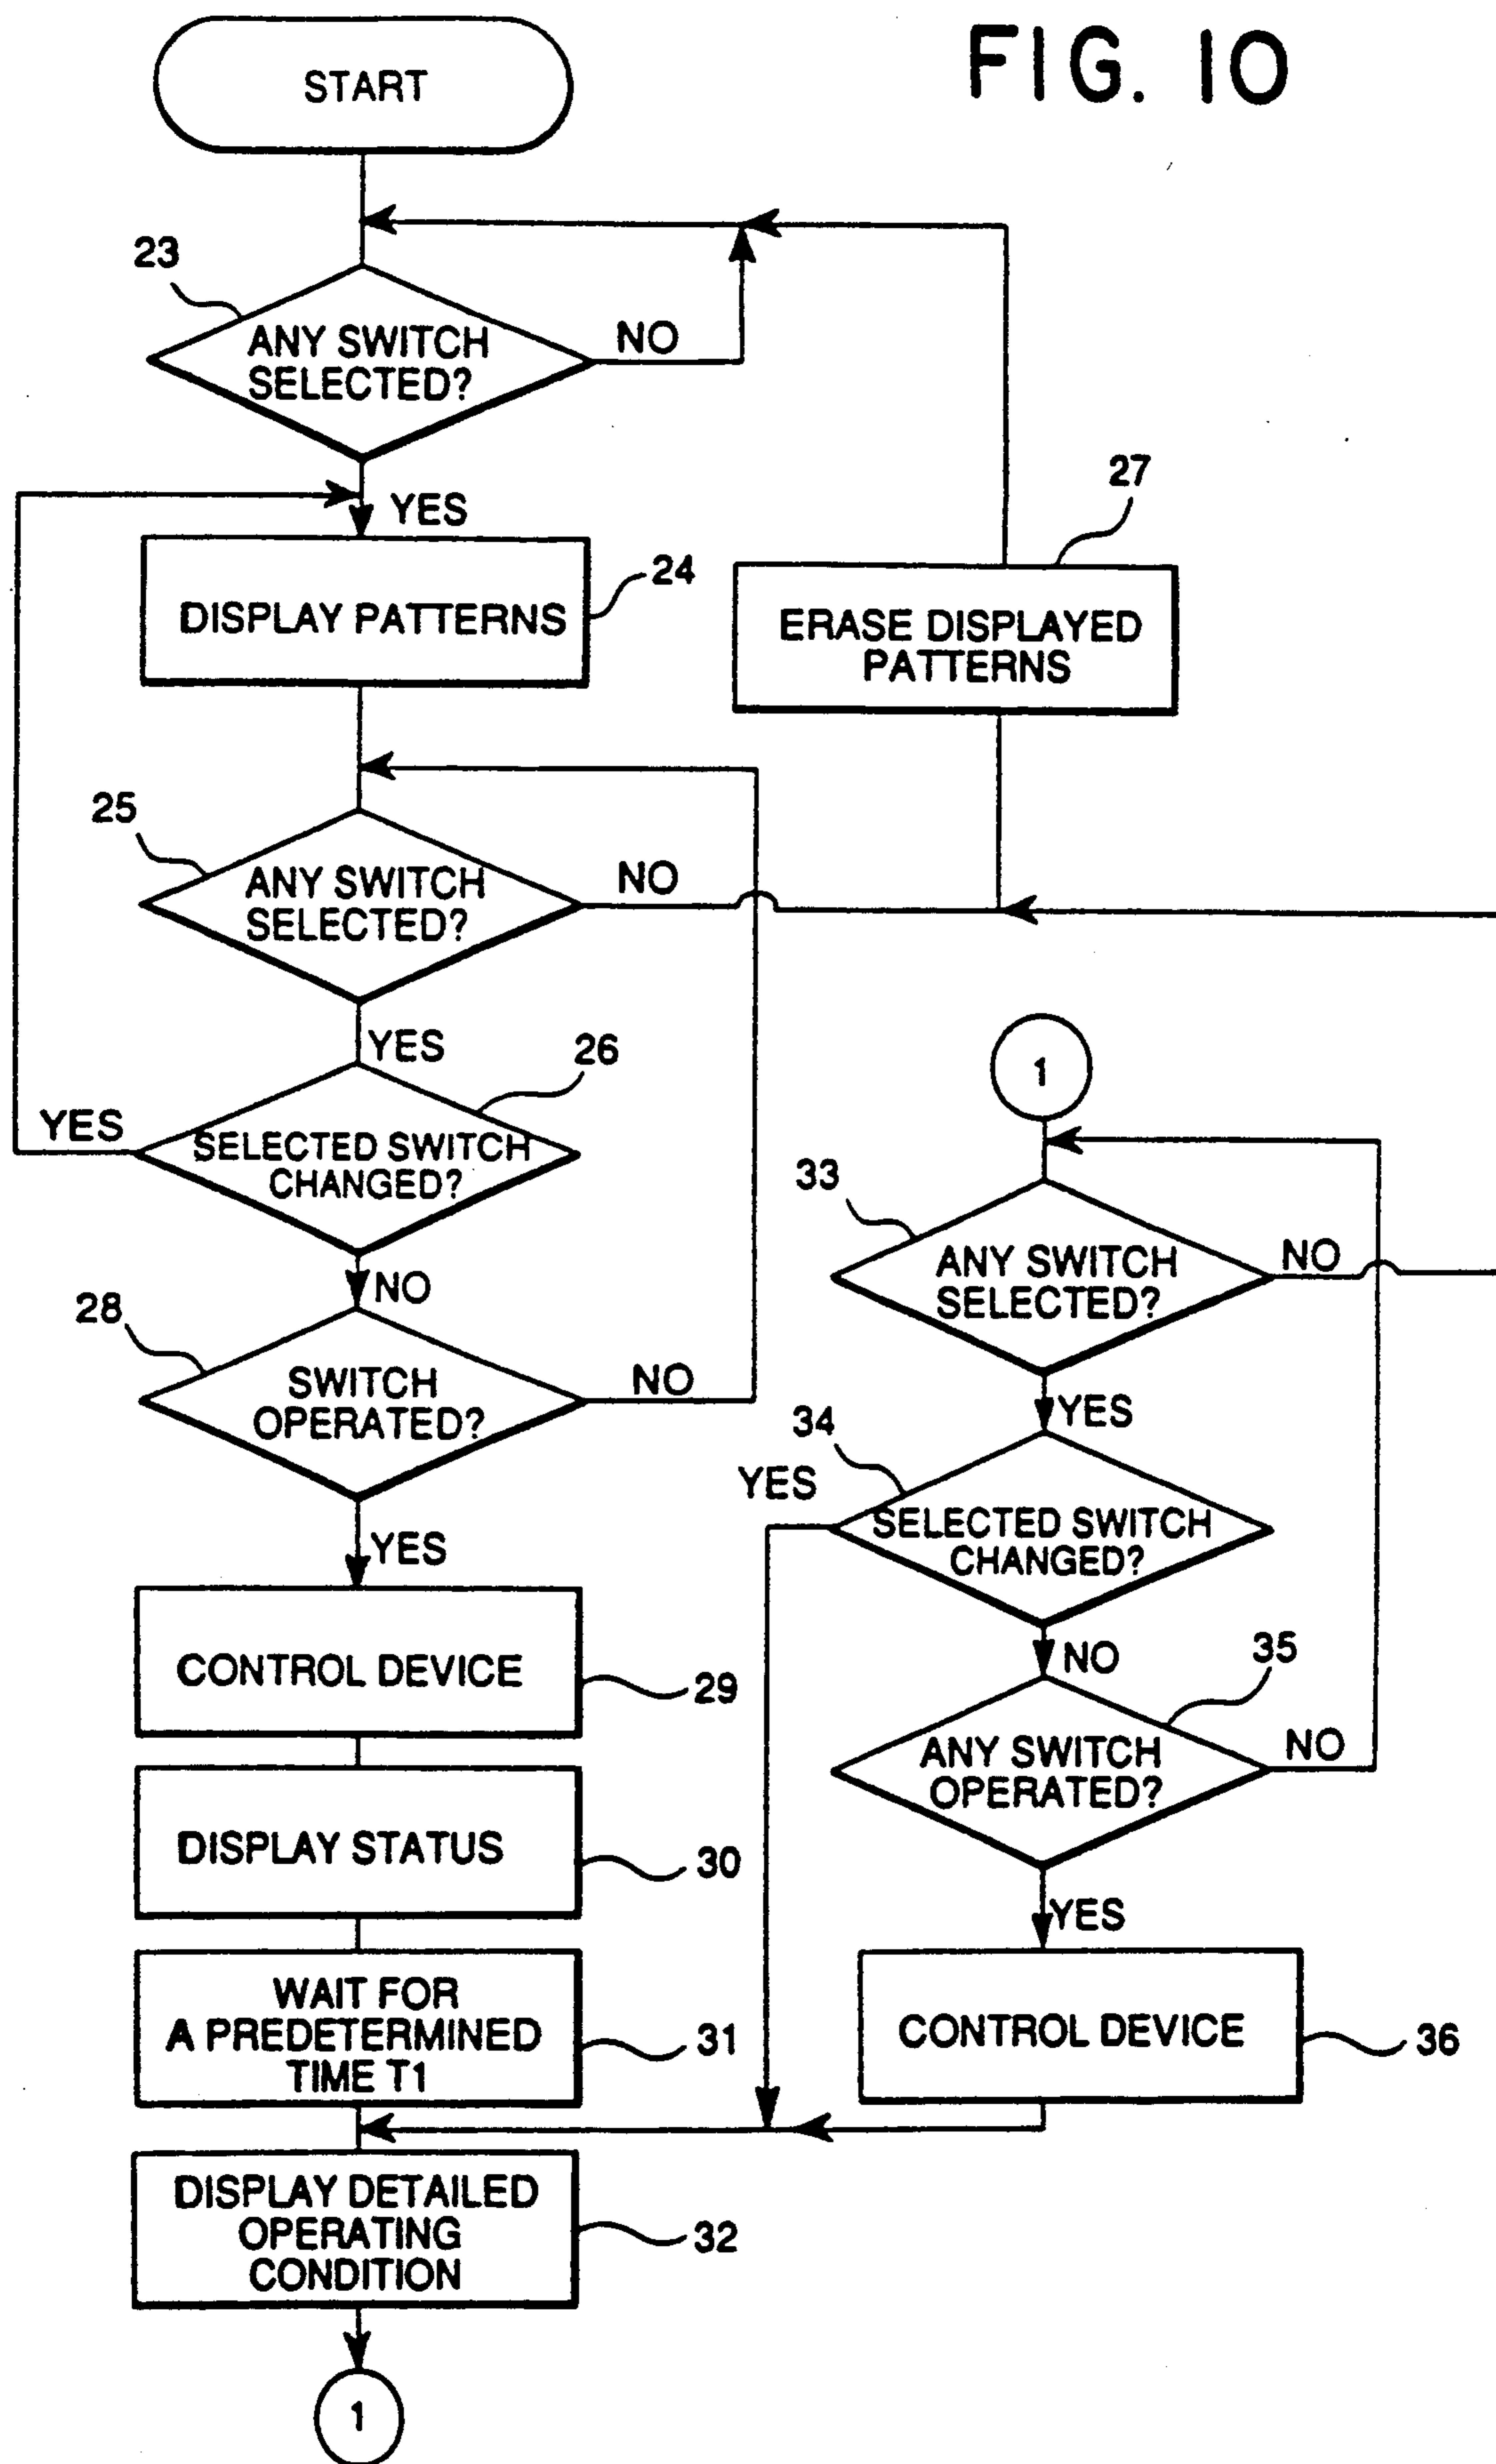 FIG. 10
START
23
ANY SWITCH
SELECTED?
NO
YES
DISPLAY PATTERNS
24
27
ERASE DISPLAYED
PATTERNS
25
ANY SWITCH
SELECTED?
NO
YES
26
YES
SELECTED SWITCH
CHANGED?
NO
28
SWITCH
OPERATED?
NO
YES
CONTROL DEVICE
29
DISPLAY STATUS
30
WAIT FOR
A PREDETERMINED
TIME T1
31
DISPLAY DETAILED
OPERATING
CONDITION
32
1
1
33
ANY SWITCH
SELECTED?
NO
YES
34
YES
SELECTED SWITCH
CHANGED?
NO
35
ANY SWITCH
OPERATED?
NO
YES
CONTROL DEVICE
36